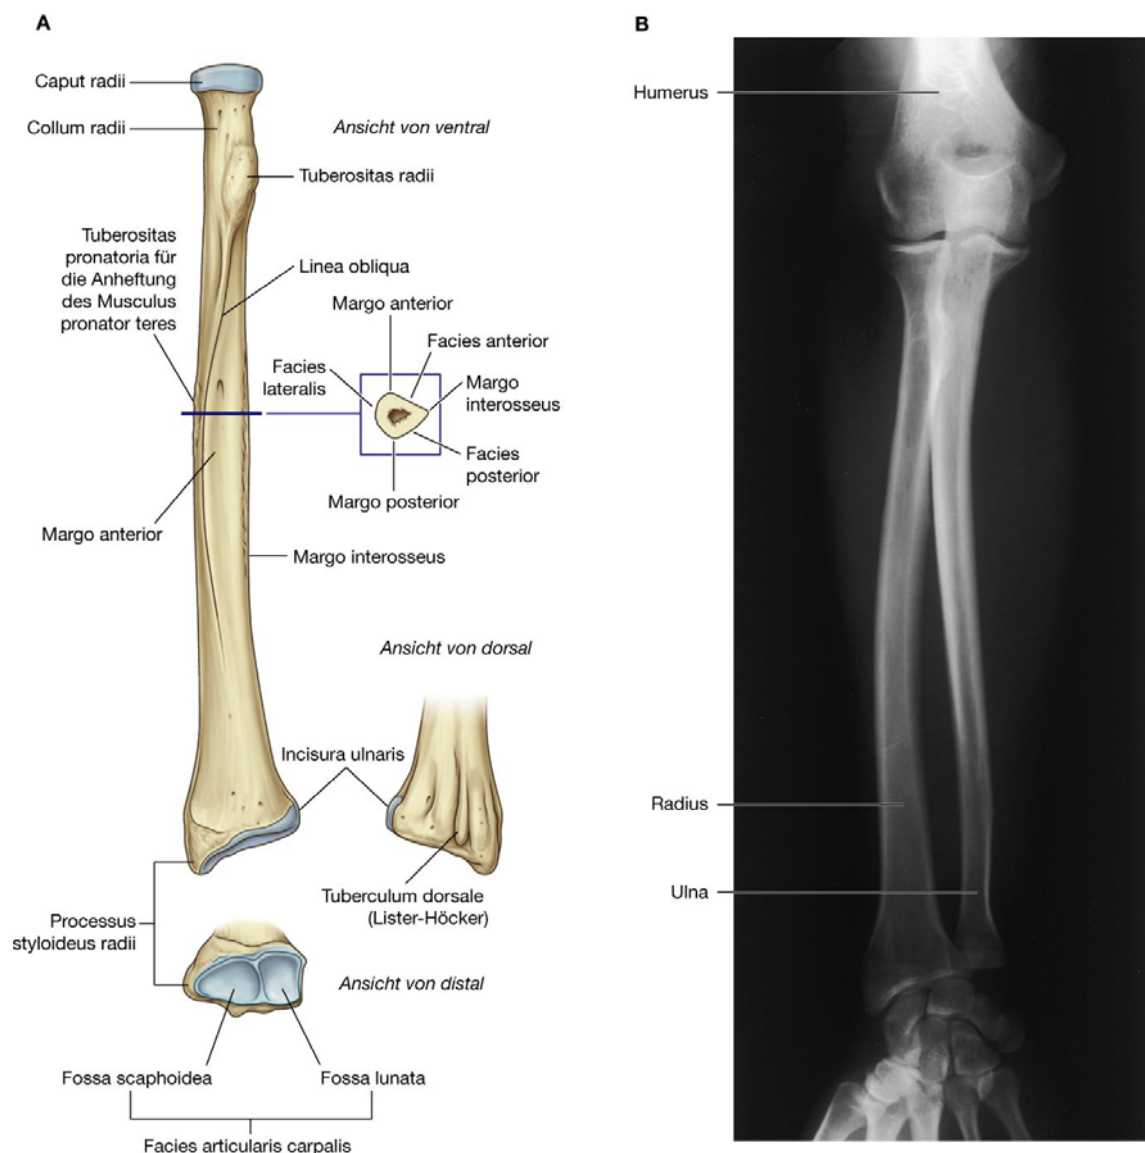 A
Caput radii
Collum radii
Ansicht von ventral
Tuberositas radii
Tuberositas
pronatoria für
die Anheftung
des Musculus
pronator teres
Linea obliqua
Margo anterior
Facies anterior
Facies
lateralis
Margo
interosseus
Facies
posterior
Margo posterior
Margo anterior
Margo interosseus
Ansicht von dorsal
Incisura ulnaris
Tuberculum dorsale
(Lister-Höcker)
Processus
styloideus radii
Ansicht von distal
Fossa scaphoidea
Fossa lunata
Facies articularis carpalis
B
Humerus
Radius
Ulna